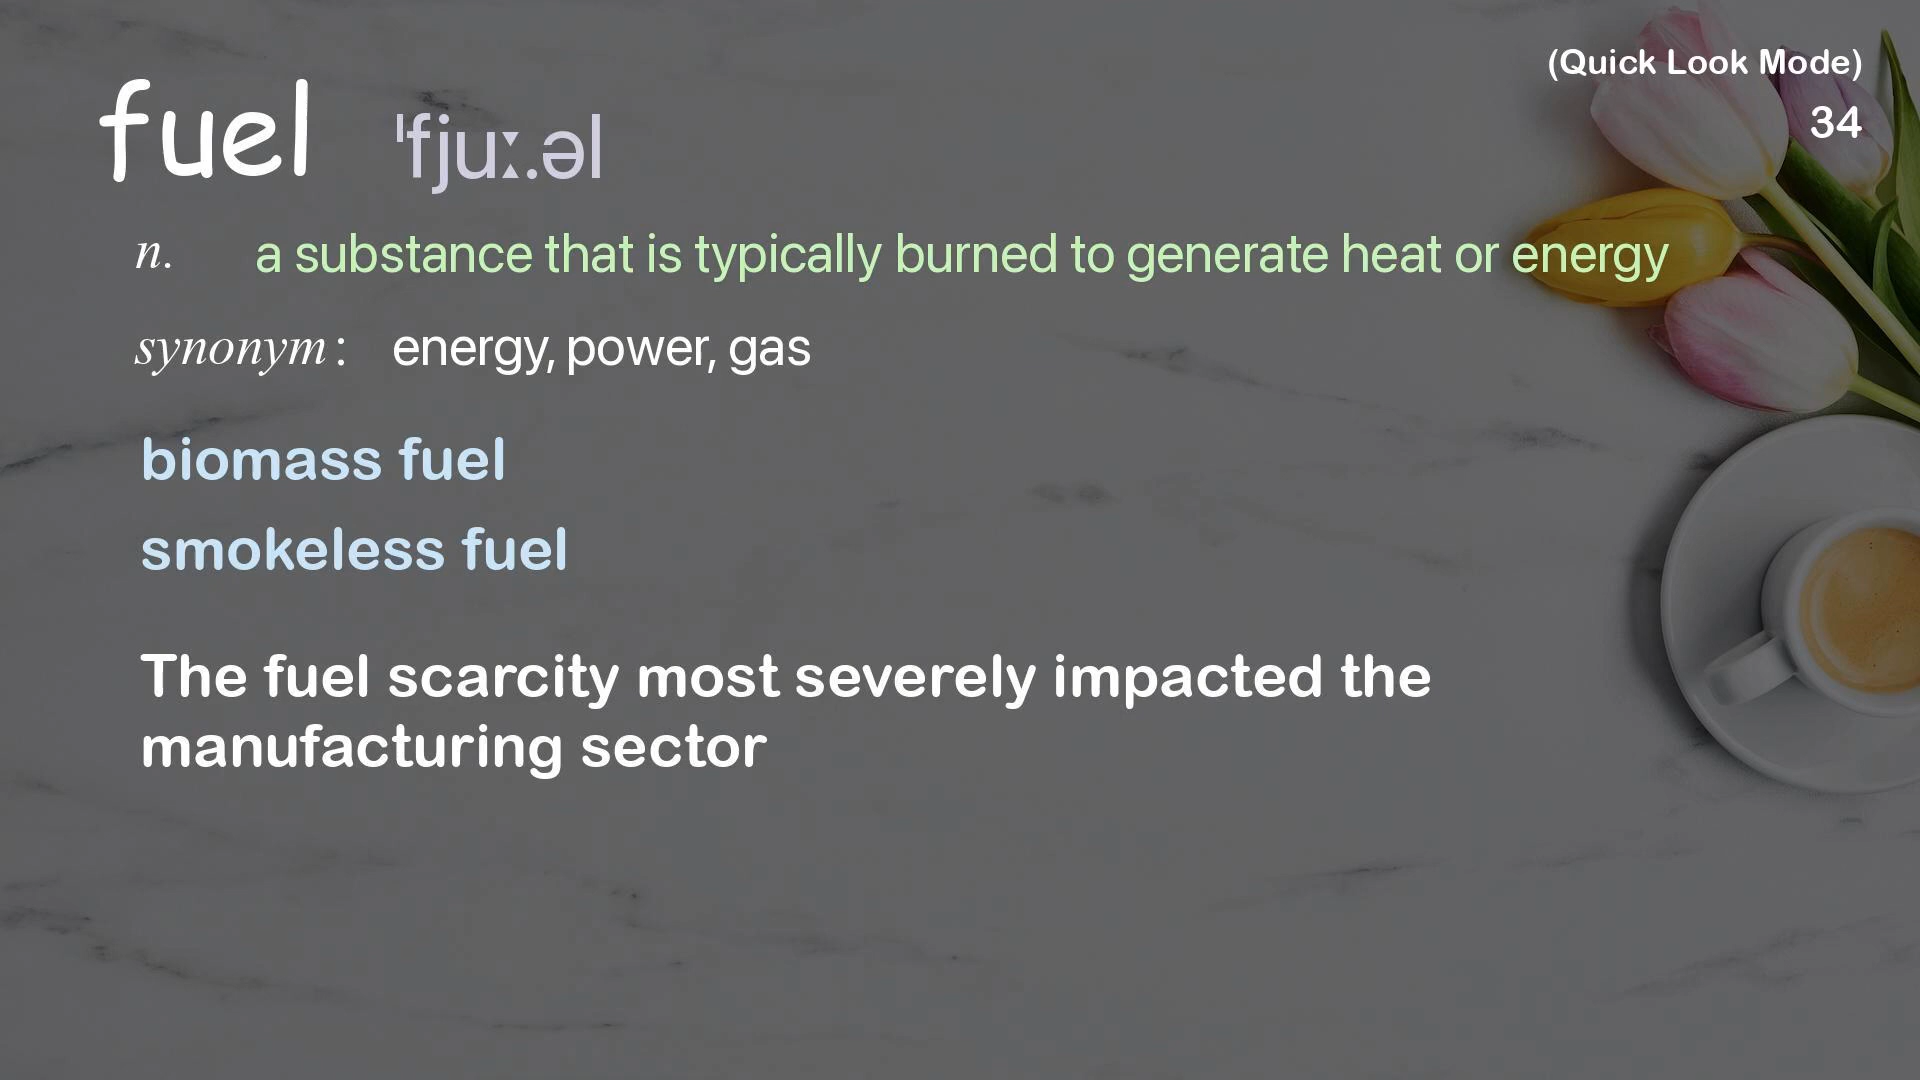 (Quick Look Mode)
34
fuel ˈfjuː.əl
n. a substance that is typically burned to generate heat or energy
synonym: energy, power, gas
biomass fuel
smokeless fuel
The fuel scarcity most severely impacted the
manufacturing sector